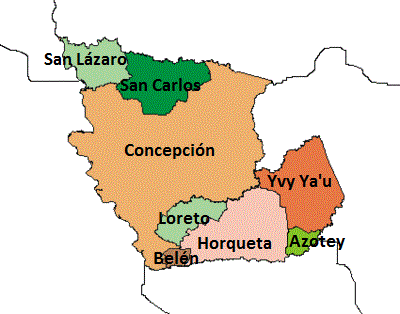 San Lázaro
San Carlos
Concepción
Yvy Ya'u
Loreto
Horqueta
Azotey
Belén